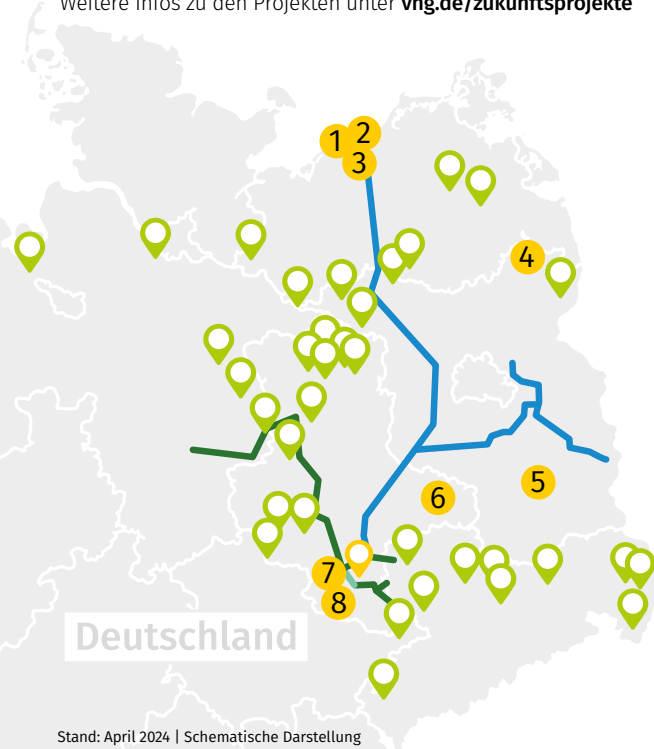 Weitere Infos zu den Projekten unter vng.de/zukunftsprojekte
1
2
3
4
5
6
7
8
Deutschland
Stand: April 2024 | Schematische Darstellung